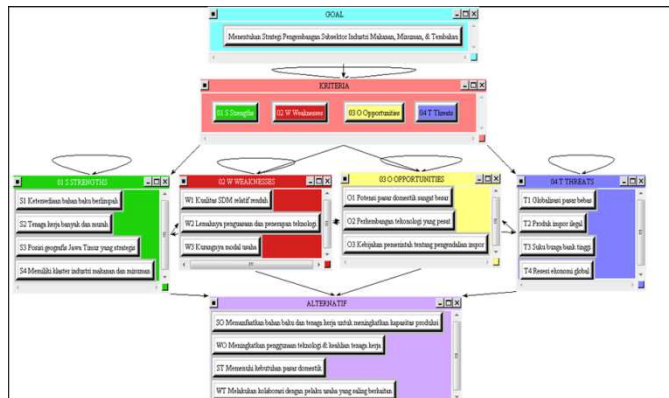 GOAL
Menentukan Strategi Pengembangan Subsektor Industri Makanan, Minuman, & Tembakau
KRITERIA
01 S Strengths
02 W Weaknesses
03 O Opportunities
04 T Threats
01 S STRENGTHS
S1 Ketersediaan bahan baku berlimpah
S2 Tenaga kerja banyak dan murah
S3 Posisi geografis Jawa Timur yang strategis
S4 Memiliki klaster industri makanan dan minuman
02 W WEAKNESSES
W1 Kualitas SDM relatif rendah
W2 Lemahnya penguasaan dan penerapan teknologi
W3 Kurangnya modal usaha
03 O OPPORTUNITIES
O1 Potensi pasar domestik sangat besar
O2 Perkembangan teknologi yang pesat
O3 Kebijakan pemerintah tentang pengendalian impor
04 T THREATS
T1 Globalisasi pasar bebas
T2 Produk impor ilegal
T3 Suku bunga bank tinggi
T4 Resesi ekonomi global
ALTERNATIF
SO Memanfaatkan bahan baku dan tenaga kerja untuk meningkatkan kapasitas produksi
WO Meningkatkan penggunaan teknologi & keahlian tenaga kerja
ST Memenuhi kebutuhan pasar domestik
WT Melakukan kolaborasi dengan pelaku usaha yang saling berkaitan